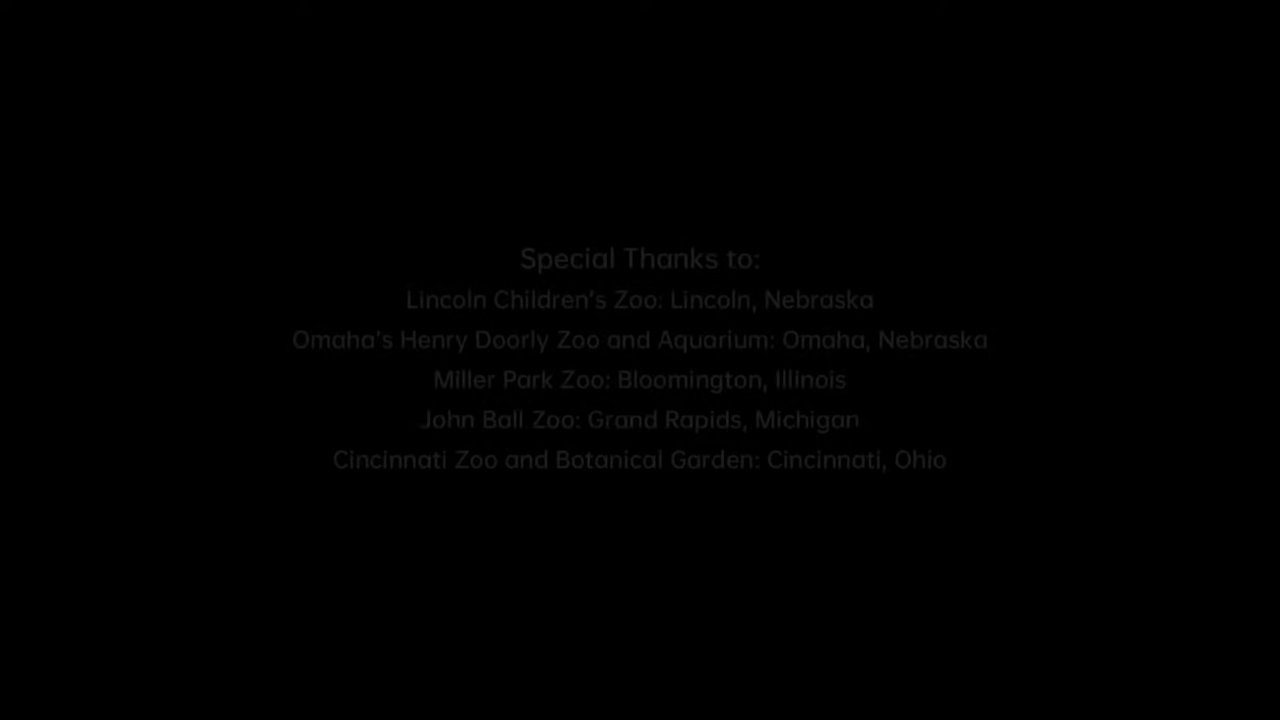 Special Thanks to:
Lincoln Children's Zoo: Lincoln, Nebraska
Omaha's Henry Doorly Zoo and Aquarium: Omaha, Nebraska
Miller Park Zoo: Bloomington, Illinois
John Ball Zoo: Grand Rapids, Michigan
Cincinnati Zoo and Botanical Garden: Cincinnati, Ohio